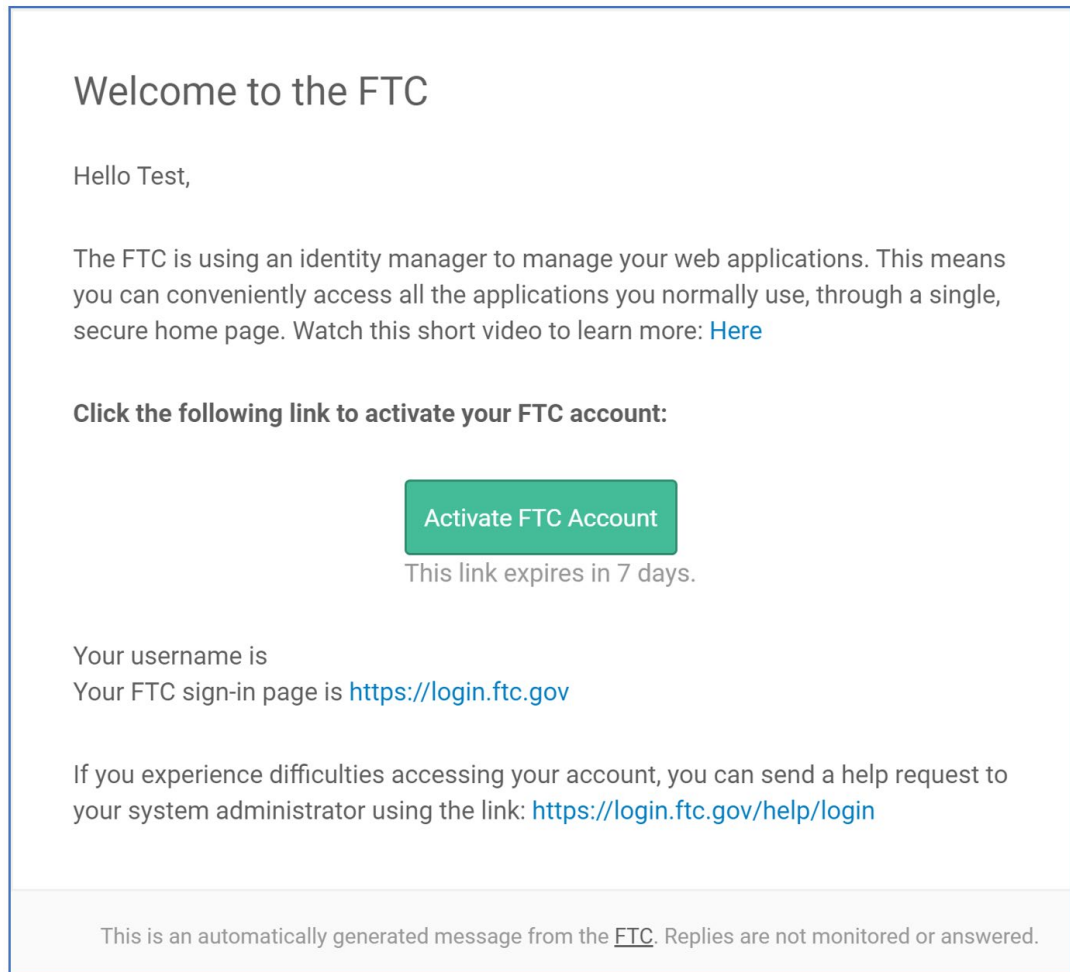 Welcome to the FTC
Hello Test,
The FTC is using an identity manager to manage your web applications. This means
you can conveniently access all the applications you normally use, through a single,
secure home page. Watch this short video to learn more: Here
Click the following link to activate your FTC account:
Activate FTC Account
This link expires in 7 days.
Your username is
Your FTC sign-in page is https://login.ftc.gov
If you experience difficulties accessing your account, you can send a help request to
your system administrator using the link: https://login.ftc.gov/help/login
This is an automatically generated message from the FTC. Replies are not monitored or answered.